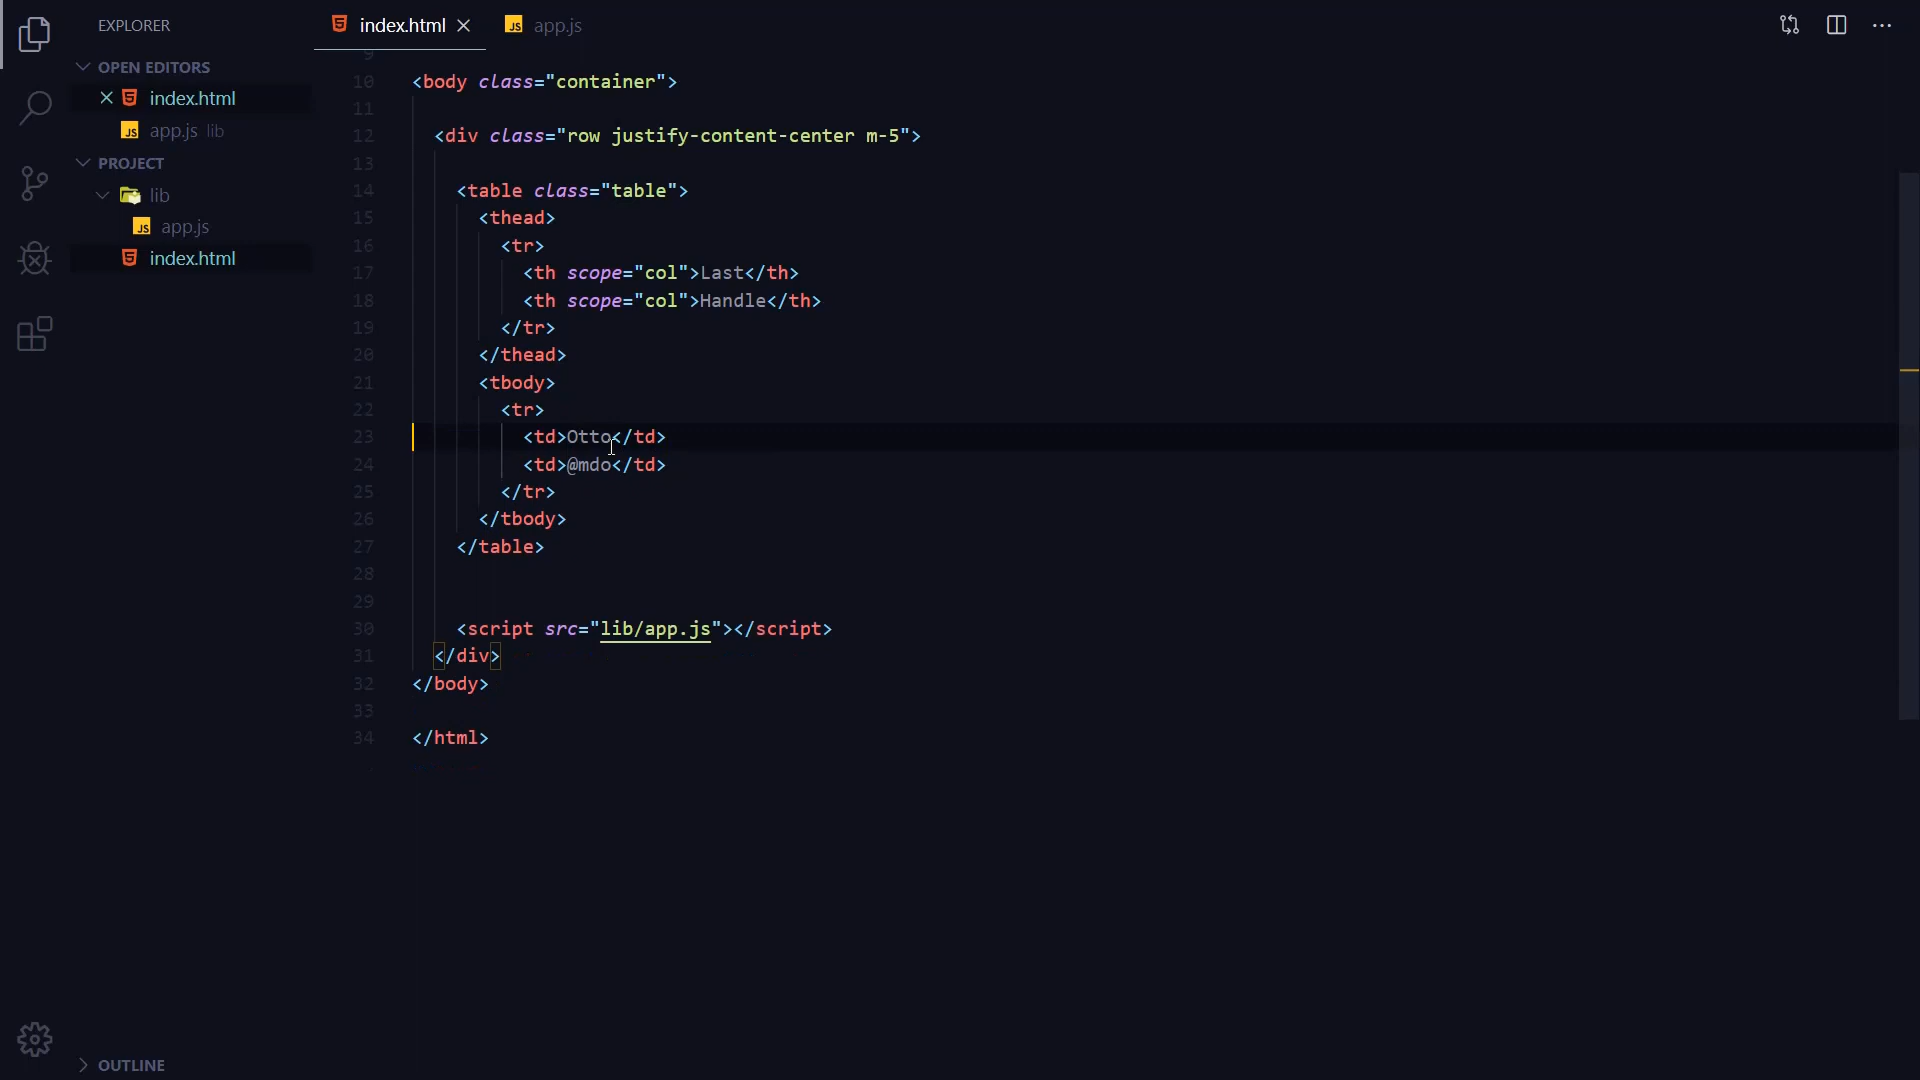 EXPLORER
OPEN EDITORS
index.html
JS app.js lib
PROJECT
lib
JS app.js
index.html
OUTLINE
index.html
JS app.js
9
10 <body class="container">
11
12 <div class="row justify-content-center m-5">
13
14 <table class="table">
15 <thead>
16 <tr>
17 <th scope="col">Last</th>
18 <th scope="col">Handle</th>
19 </tr>
20 </thead>
21 <tbody>
22 <tr>
23 <td>Otto</td>
24 <td>@mdo</td>
25 </tr>
26 </tbody>
27 </table>
28
29
30 <script src="lib/app.js"></script>
31 </div>
32 </body>
33
34 </html>